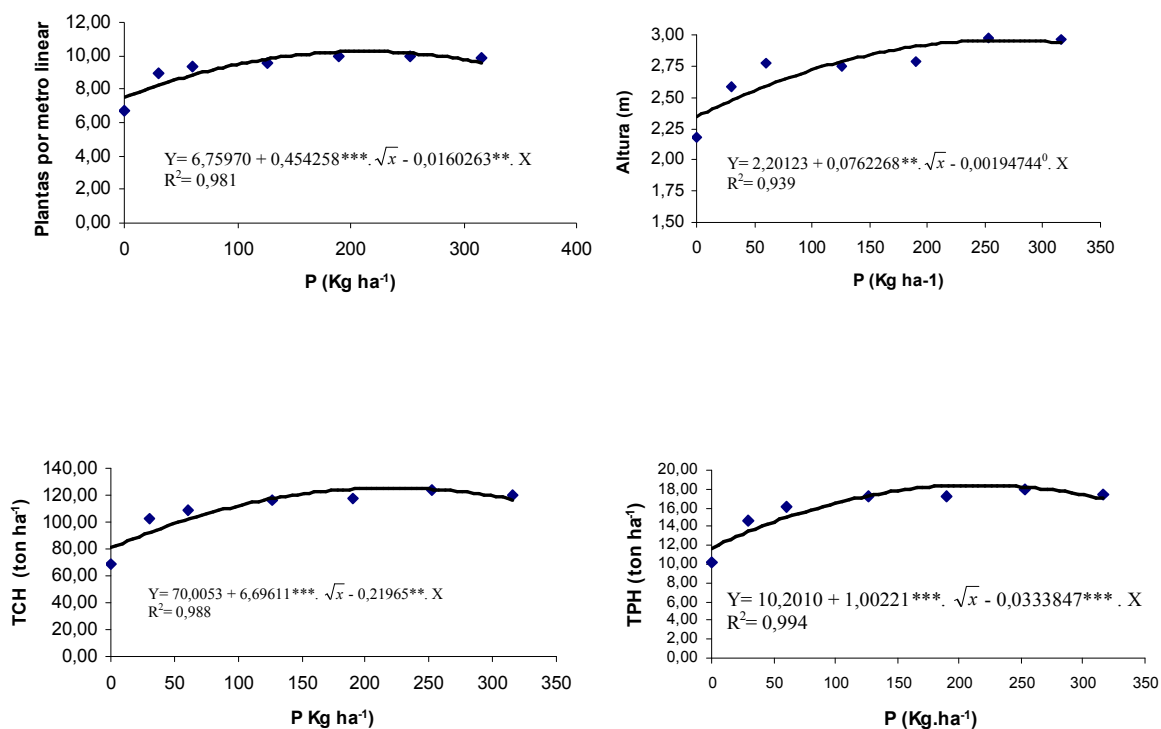 Plantas por metro linear
12,00
10,00
8,00
6,00
4,00
2,00
0,00
Y= 6,75970 + 0,454258***. √x - 0,0160263**. X
R²= 0,981
0 100 200 300 400
P (Kg ha⁻¹)
Altura (m)
3,00
2,75
2,50
2,25
2,00
1,75
1,50
Y= 2,20123 + 0,0762268**. √x - 0,00194744⁰. X
R²= 0,939
0 50 100 150 200 250 300 350
P (Kg ha-1)
TCH (ton ha⁻¹)
140,00
120,00
100,00
80,00
60,00
40,00
20,00
0,00
Y= 70,0053 + 6,69611***. √x - 0,21965**. X
R²= 0,988
0 50 100 150 200 250 300 350
P Kg ha⁻¹)
TPH (ton ha⁻¹)
20,00
18,00
16,00
14,00
12,00
10,00
8,00
6,00
4,00
2,00
0,00
Y= 10,2010 + 1,00221***. √x - 0,0333847*** . X
R²= 0,994
0 50 100 150 200 250 300 350
P (Kg.ha⁻¹)